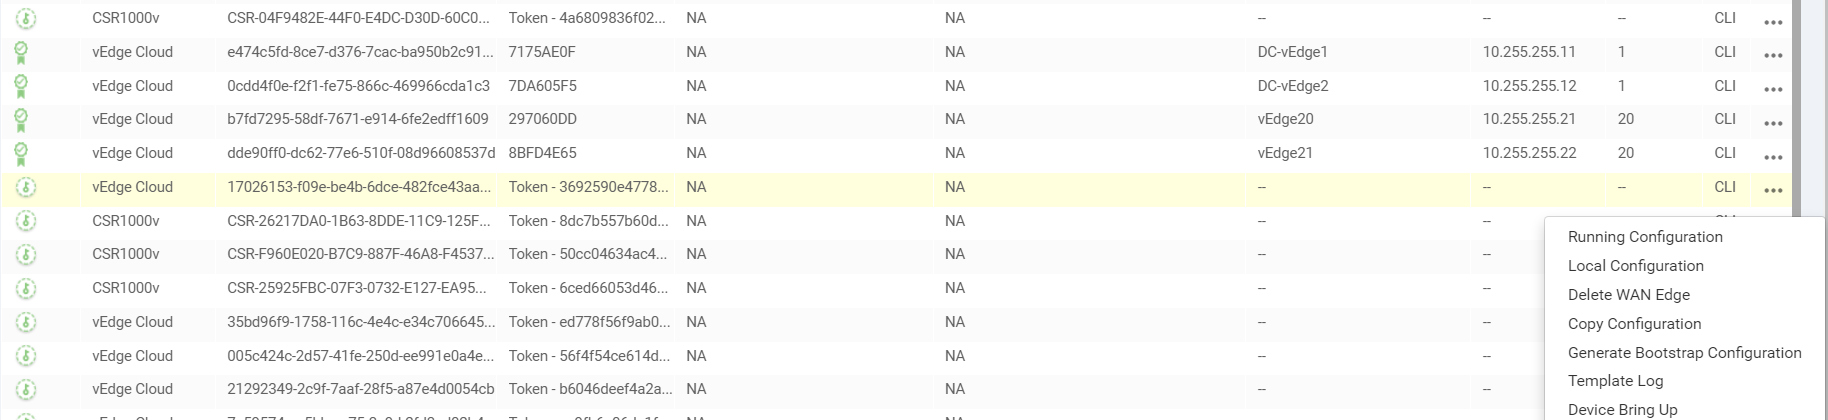 CSR1000v CSR-04F9482E-44F0-E4DC-D30D-60C0... Token - 4a6809836f02... NA NA -- -- -- CLI ...
vEdge Cloud e474c5fd-8ce7-d376-7cac-ba950b2c91... 7175AE0F NA NA DC-vEdge1 10.255.255.11 1 CLI ...
vEdge Cloud 0cdd4f0e-f2f1-fe75-866c-469966cda1c3 7DA605F5 NA NA DC-vEdge2 10.255.255.12 1 CLI ...
vEdge Cloud b7fd7295-58df-7671-e914-6fe2edff1609 297060DD NA NA vEdge20 10.255.255.21 20 CLI ...
vEdge Cloud dde90ff0-dc62-77e6-510f-08d96608537d 8BFD4E65 NA NA vEdge21 10.255.255.22 20 CLI ...
vEdge Cloud 17026153-f09e-be4b-6dce-482fce43aa... Token - 3692590e4778... NA NA -- -- -- CLI ...
CSR1000v CSR-26217DA0-1B63-8DDE-11C9-125F... Token - 8dc7b557b60d... NA NA -- --
Running Configuration
CSR1000v CSR-F960E020-B7C9-887F-46A8-F4537... Token - 50cc04634ac4... NA NA -- --
Local Configuration
CSR1000v CSR-25925FBC-07F3-0732-E127-EA95... Token - 6ced66053d46... NA NA -- --
Delete WAN Edge
vEdge Cloud 35bd96f9-1758-116c-4e4c-e34c706645... Token - ed778f56f9ab0... NA NA -- --
Copy Configuration
vEdge Cloud 005c424c-2d57-41fe-250d-ee991e0a4e... Token - 56f4f54ce614d... NA NA -- --
Generate Bootstrap Configuration
vEdge Cloud 21292349-2c9f-7aaf-28f5-a87e4d0054cb Token - b6046deef4a2a... NA NA -- --
Template Log
Device Bring Up